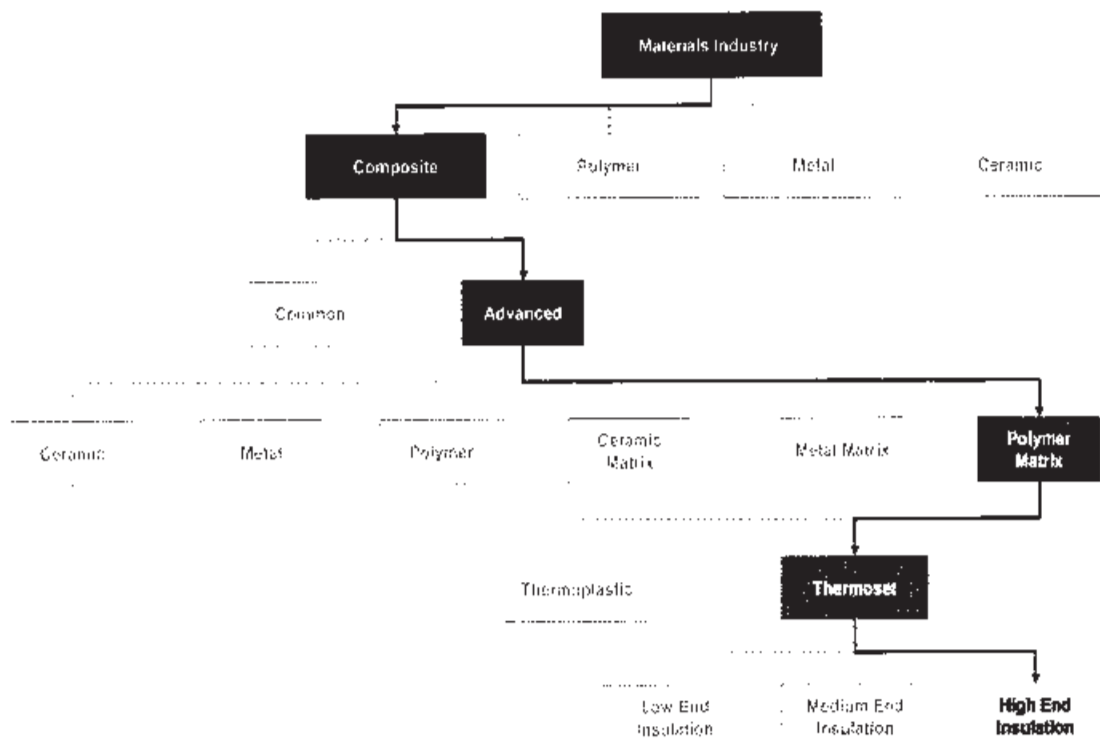 Materials Industry
Composite
Polymer
Metal
Ceramic
Common
Advanced
Ceramic
Metal
Polymer
Ceramic
Matrix
Metal Matrix
Polymer
Matrix
Thermoplastic
Thermoset
Low End
Insulation
Medium End
Insulation
High End
Insulation